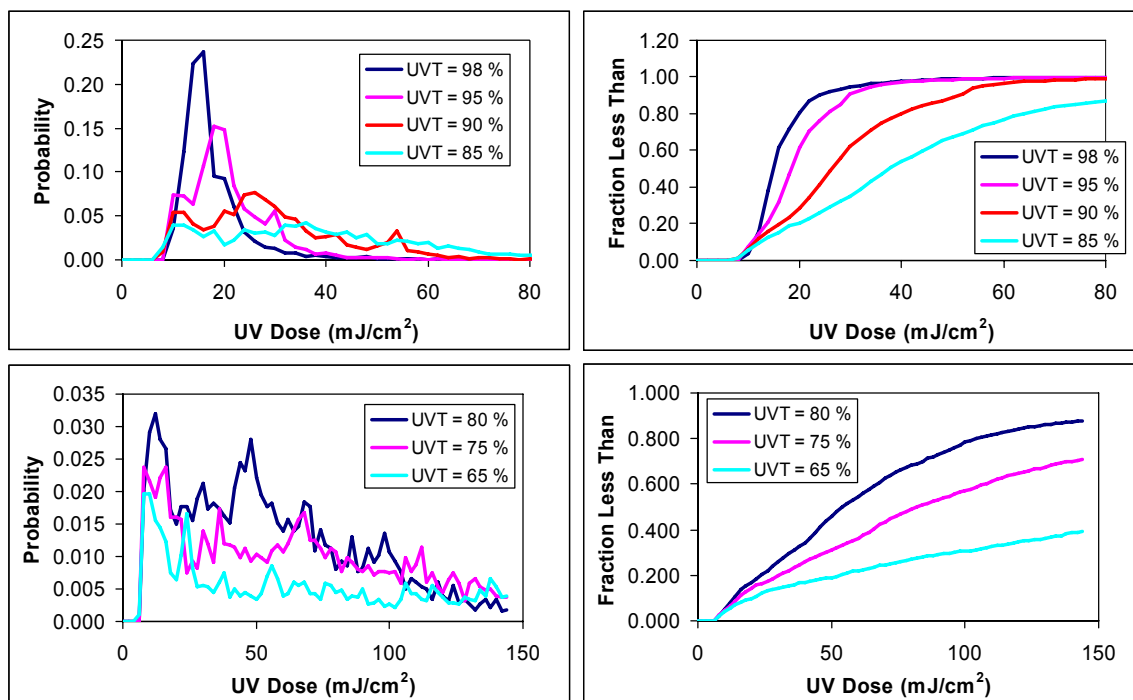 0.25
0.20
0.15
0.10
0.05
0.00
Probability
UVT = 98 %
UVT = 95 %
UVT = 90 %
UVT = 85 %
0 20 40 60 80
UV Dose (mJ/cm²)
1.20
1.00
0.80
0.60
0.40
0.20
0.00
Fraction Less Than
UVT = 98 %
UVT = 95 %
UVT = 90 %
UVT = 85 %
0 20 40 60 80
UV Dose (mJ/cm²)
0.035
0.030
0.025
0.020
0.015
0.010
0.005
0.000
Probability
UVT = 80 %
UVT = 75 %
UVT = 65 %
0 50 100 150
UV Dose (mJ/cm²)
1.000
0.800
0.600
0.400
0.200
0.000
Fraction Less Than
UVT = 80 %
UVT = 75 %
UVT = 65 %
0 50 100 150
UV Dose (mJ/cm²)